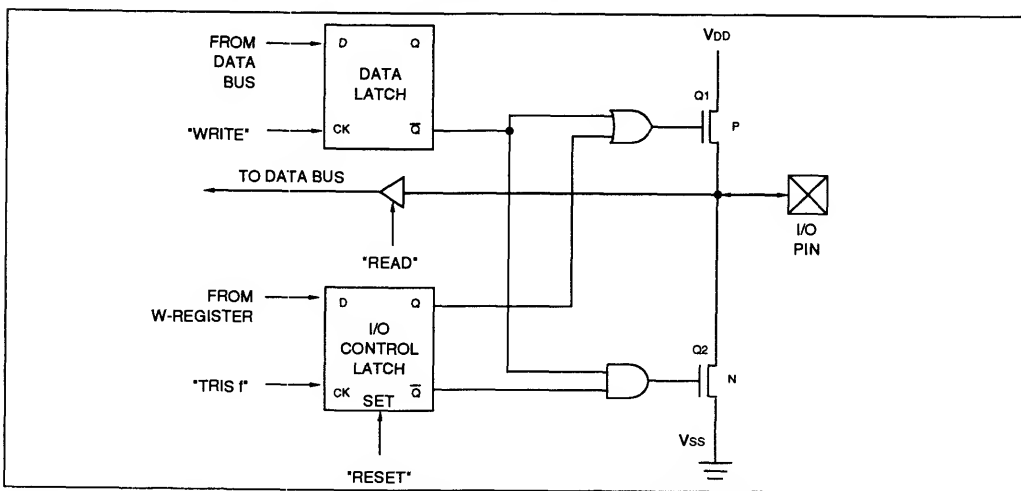 FROM
DATA
BUS
D Q
DATA
LATCH
"WRITE"
CK Q
VDD
Q1
P
TO DATA BUS
"READ"
I/O
PIN
FROM
W-REGISTER
D Q
I/O
CONTROL
LATCH
"TRIS f"
CK Q
SET
"RESET"
Q2
N
VSS